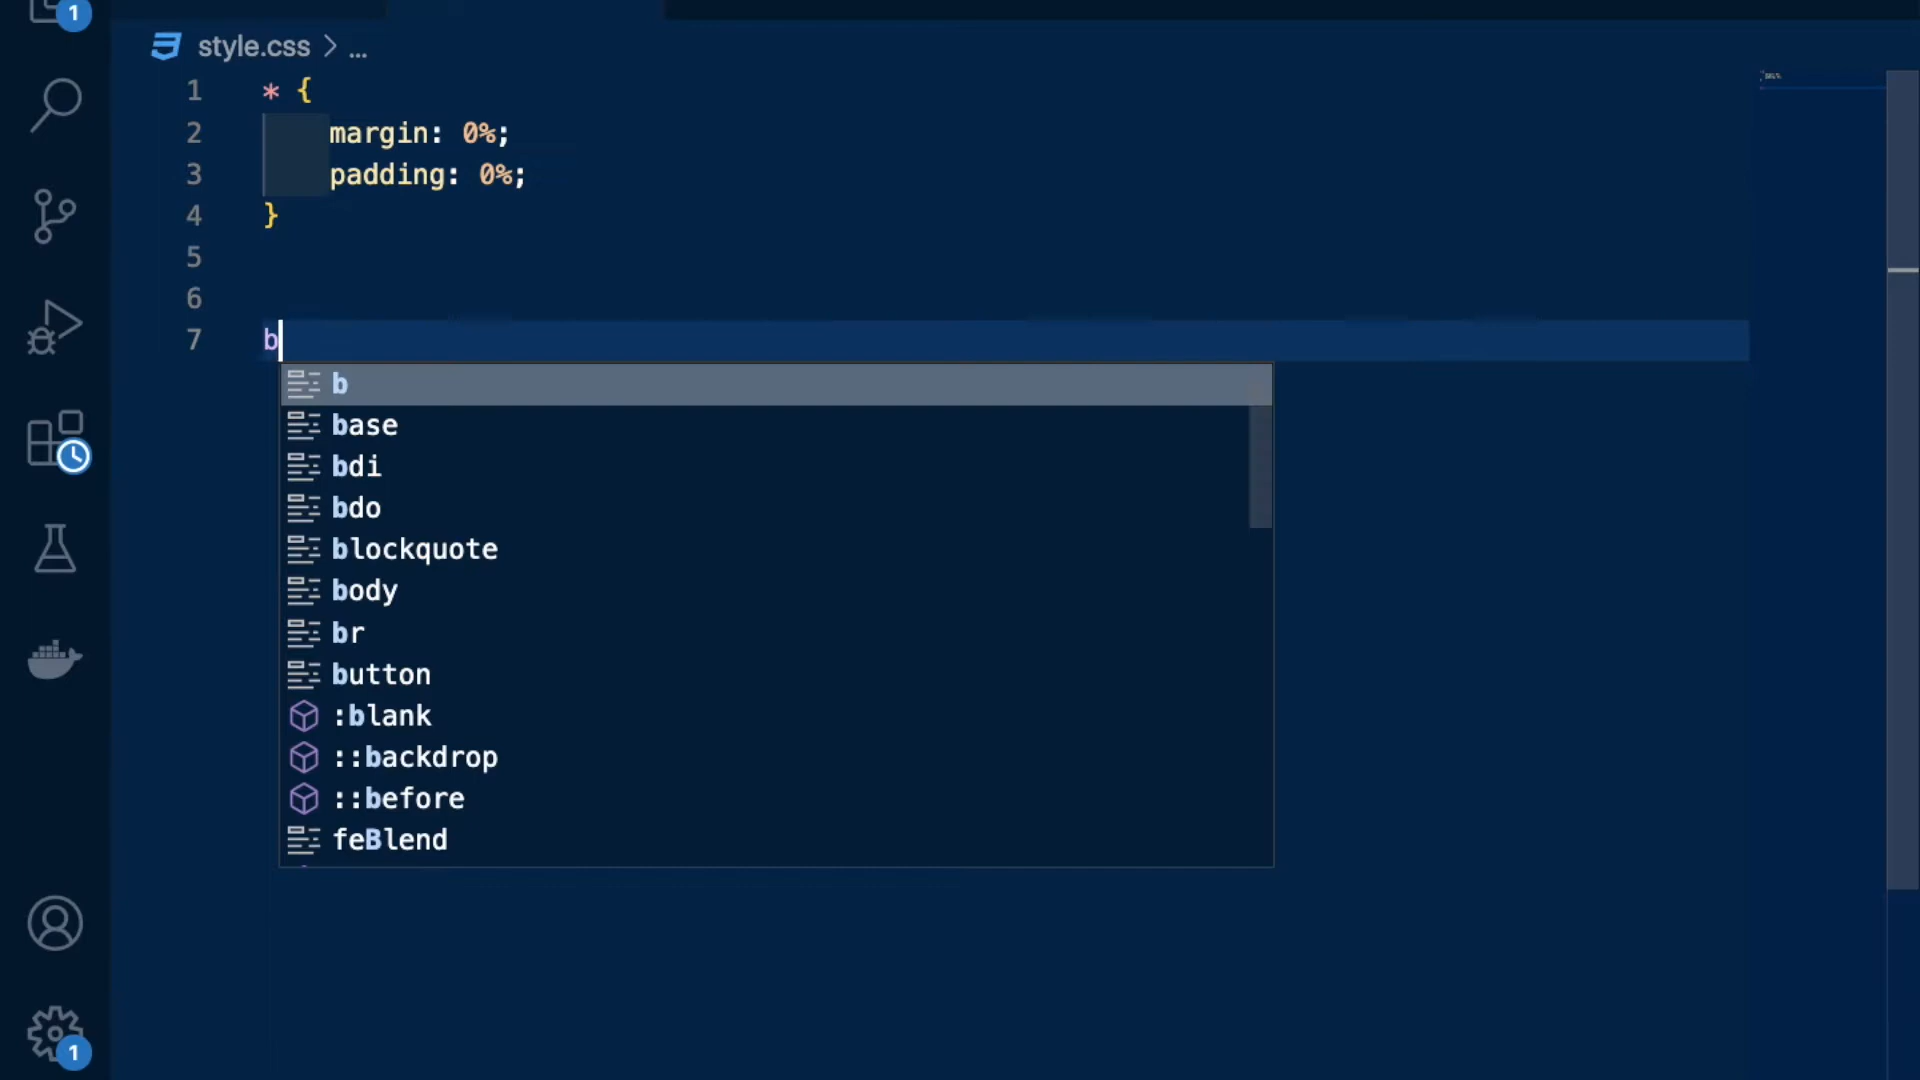 1
style.css > ...
1 * {
2 margin: 0%;
3 padding: 0%;
4 }
5
6
7 b
b
base
bdi
bdo
blockquote
body
br
button
:blank
::backdrop
::before
feBlend
1